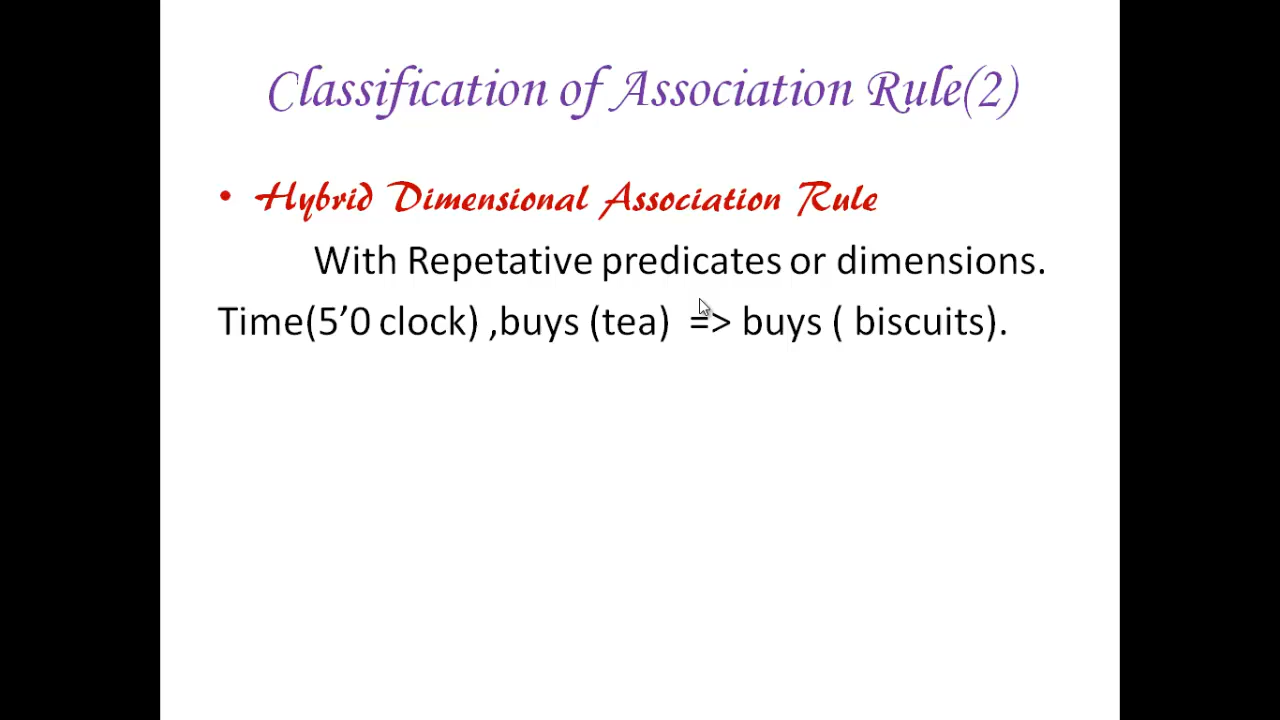 Classification of Association Rule(2)
• Hybrid Dimensional Association Rule
With Repetative predicates or dimensions.
Time(5’0 clock) ,buys (tea) => buys ( biscuits).